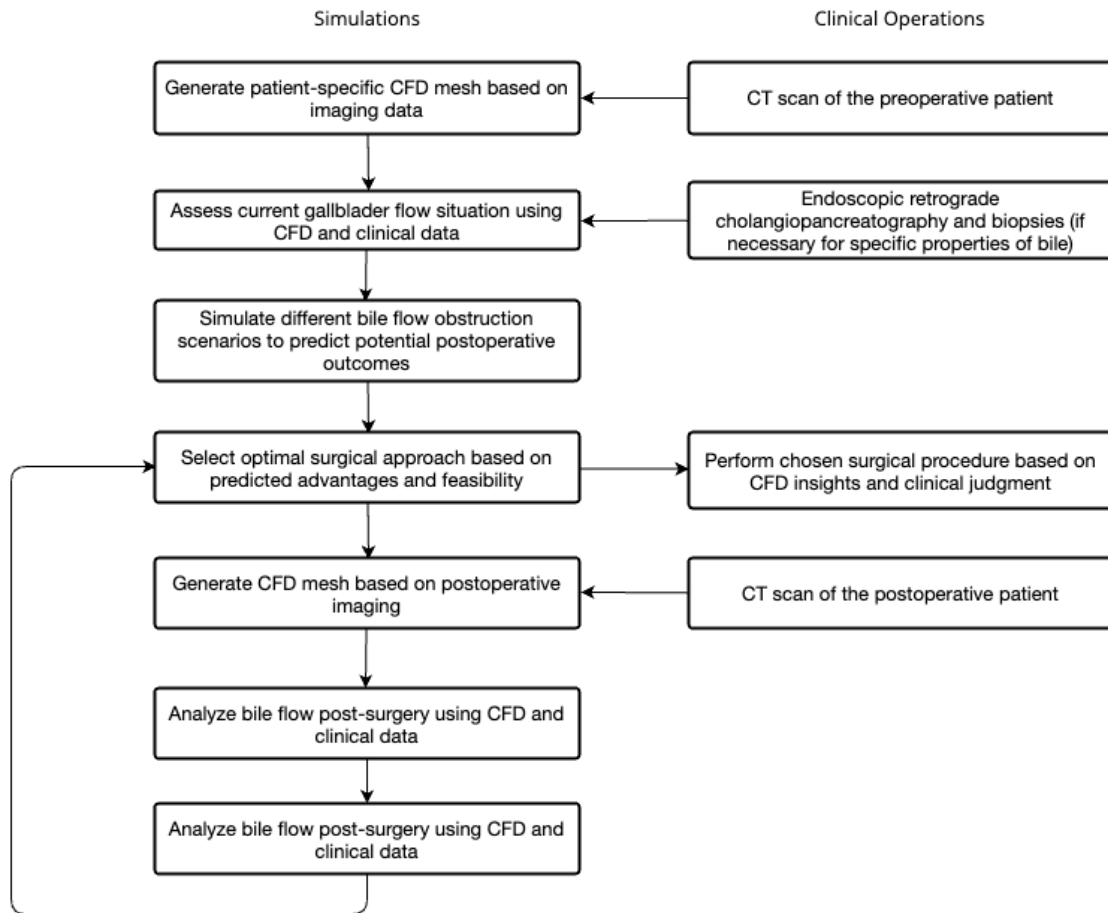 Simulations
Clinical Operations
Generate patient-specific CFD mesh based on
imaging data
CT scan of the preoperative patient
Assess current gallblader flow situation using
CFD and clinical data
Endoscopic retrograde
cholangiopancreatography and biopsies (if
necessary for specific properties of bile)
Simulate different bile flow obstruction
scenarios to predict potential postoperative
outcomes
Select optimal surgical approach based on
predicted advantages and feasibility
Perform chosen surgical procedure based on
CFD insights and clinical judgment
Generate CFD mesh based on postoperative
imaging
CT scan of the postoperative patient
Analyze bile flow post-surgery using CFD and
clinical data
Analyze bile flow post-surgery using CFD and
clinical data